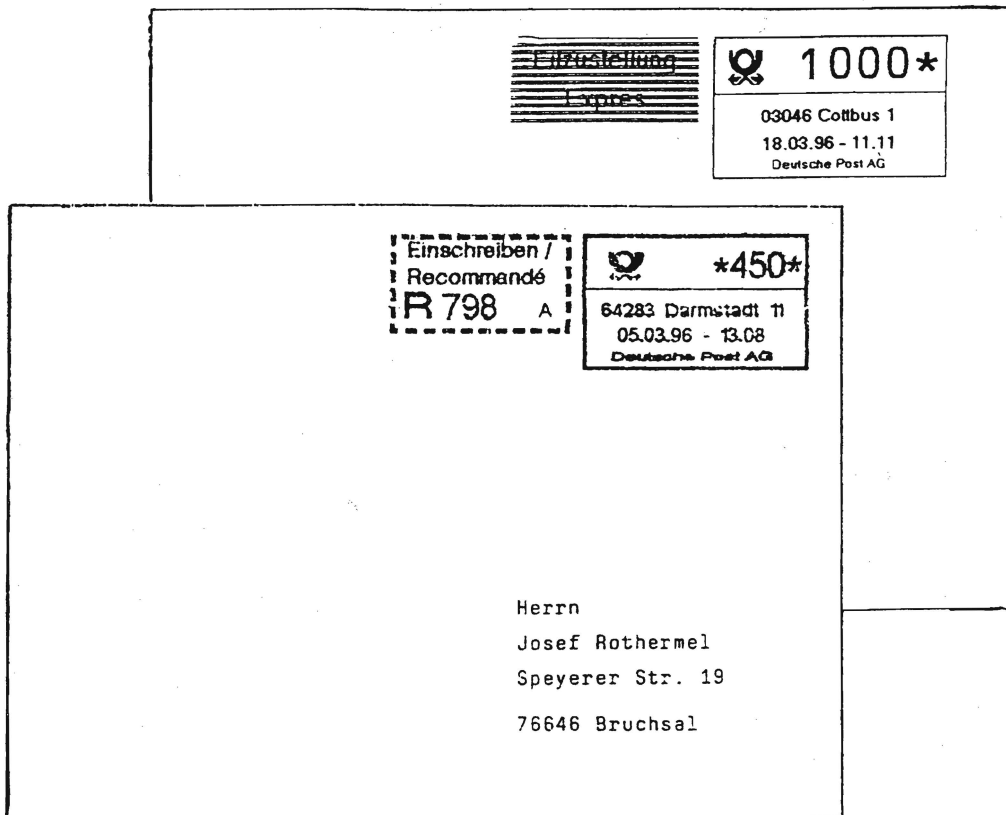 Eilzustellung
Expres
1000*
03046 Cottbus 1
18.03.96 - 11.11
Deutsche Post AG
Einschreiben /
Recommandé
R 798 A
*450*
64283 Darmstadt 11
05.03.96 - 13.08
Deutsche Post AG
Herrn
Josef Rothermel
Speyerer Str. 19
76646 Bruchsal